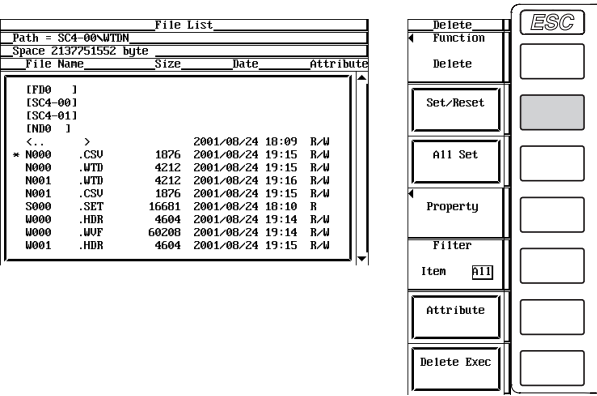 File List
Path = SC4-00\WTDN
Space 2137751552 byte
File Name Size Date Attribute
[FD0 ]
[SC4-00]
[SC4-01]
[ND0 ]
<.. > 2001/08/24 18:09 R/W
* N000 .CSV 1876 2001/08/24 19:15 R/W
N000 .WTD 4212 2001/08/24 19:15 R/W
N001 .WTD 4212 2001/08/24 19:16 R/W
N001 .CSV 1876 2001/08/24 19:15 R/W
S000 .SET 16681 2001/08/24 18:10 R
W000 .HDR 4604 2001/08/24 19:14 R/W
W000 .WVF 60208 2001/08/24 19:14 R/W
W001 .HDR 4604 2001/08/24 19:15 R/W
Delete
Function
Delete
Set/Reset
All Set
Property
Filter
Item All
Attribute
Delete Exec
ESC